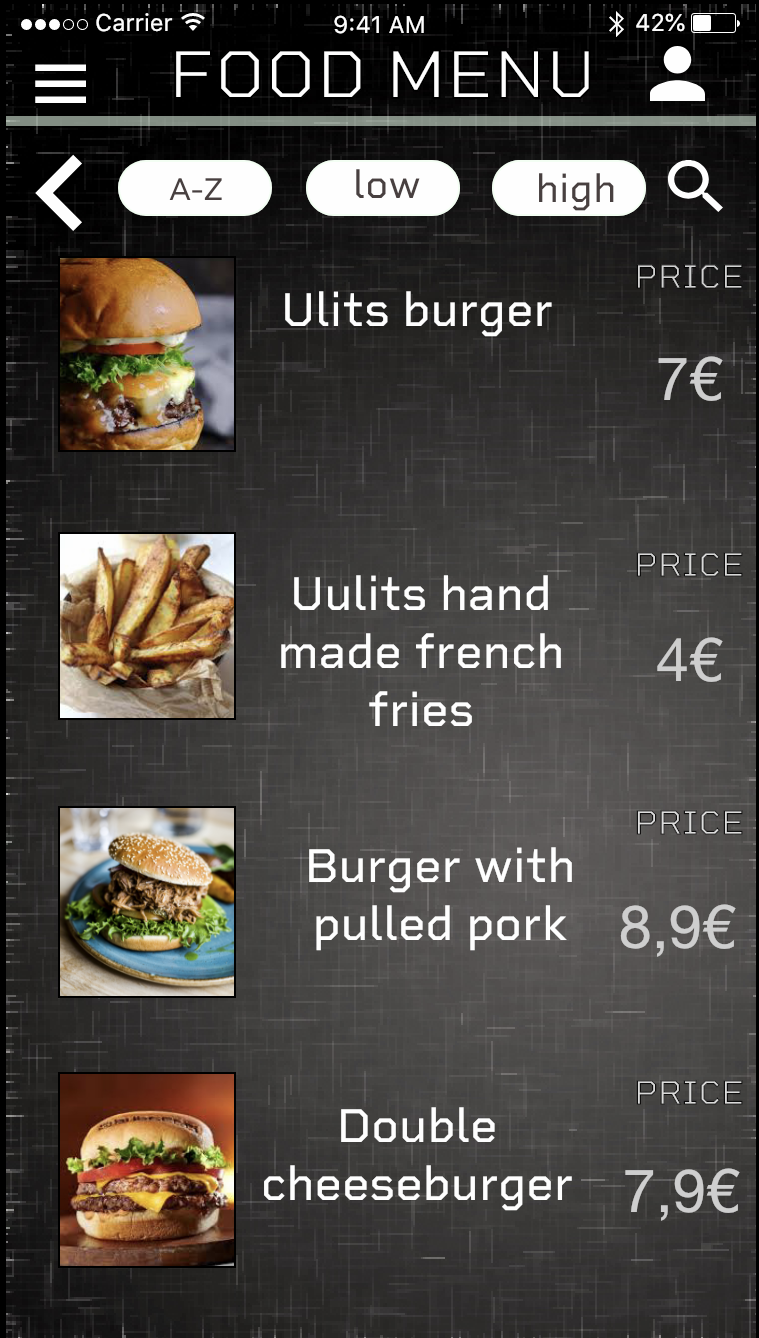 Carrier 9:41 AM 42%
FOOD MENU
A-Z low high
PRICE
Ulits burger
7€
PRICE
Uulits hand
made french
fries
4€
PRICE
Burger with
pulled pork
8,9€
PRICE
Double
cheeseburger
7,9€